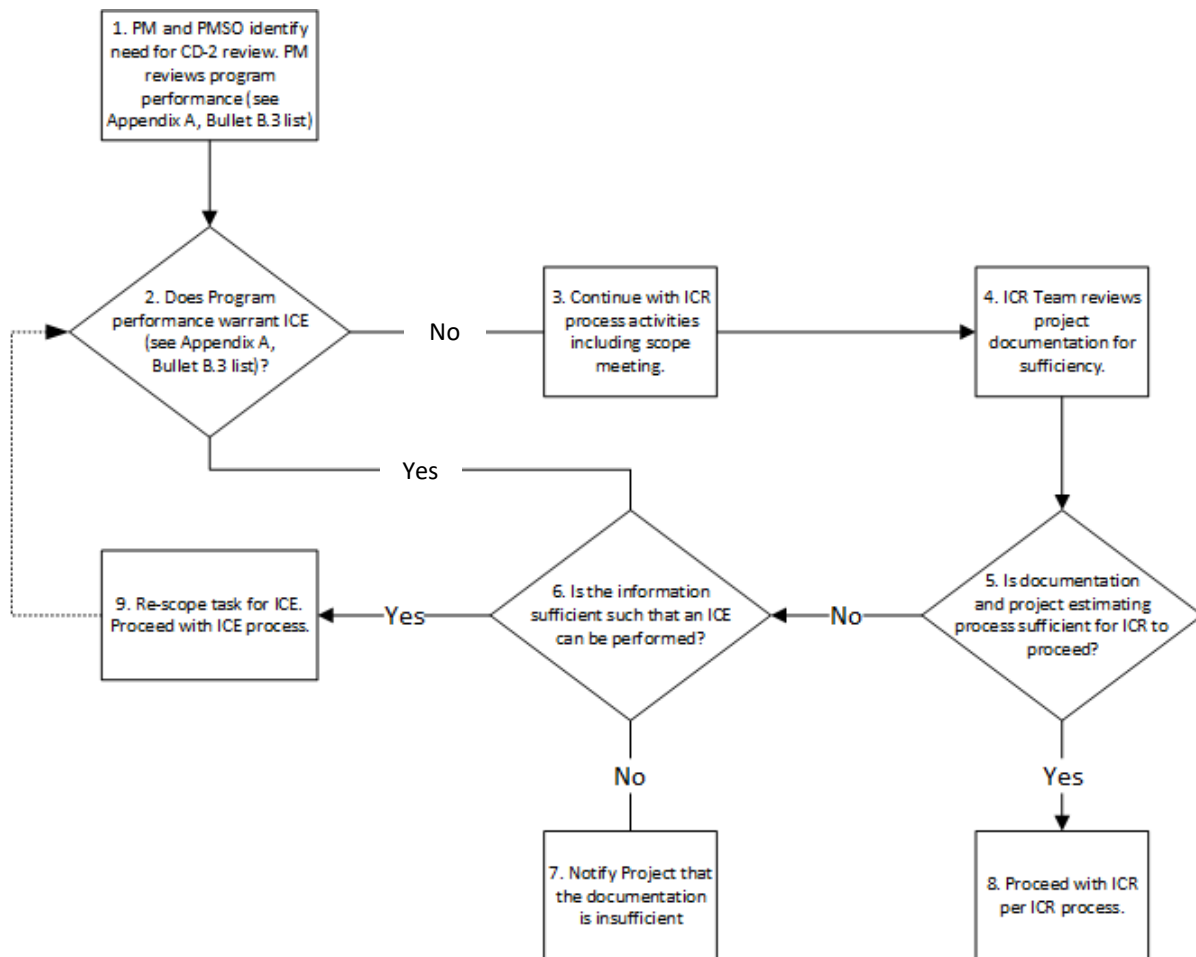 1. PM and PMSO identify
need for CD-2 review. PM
reviews program
performance (see
Appendix A, Bullet B.3 list)
2. Does Program
performance warrant ICE
(see Appendix A,
Bullet B.3 list)?
No
3. Continue with ICR
process activities
including scope
meeting.
4. ICR Team reviews
project
documentation for
sufficiency.
Yes
9. Re-scope task for ICE.
Proceed with ICE process.
Yes
6. Is the information
sufficient such that an ICE
can be performed?
No
5. Is documentation
and project estimating
process sufficient for ICR to
proceed?
No
Yes
7. Notify Project that
the documentation
is insufficient
8. Proceed with ICR
per ICR process.